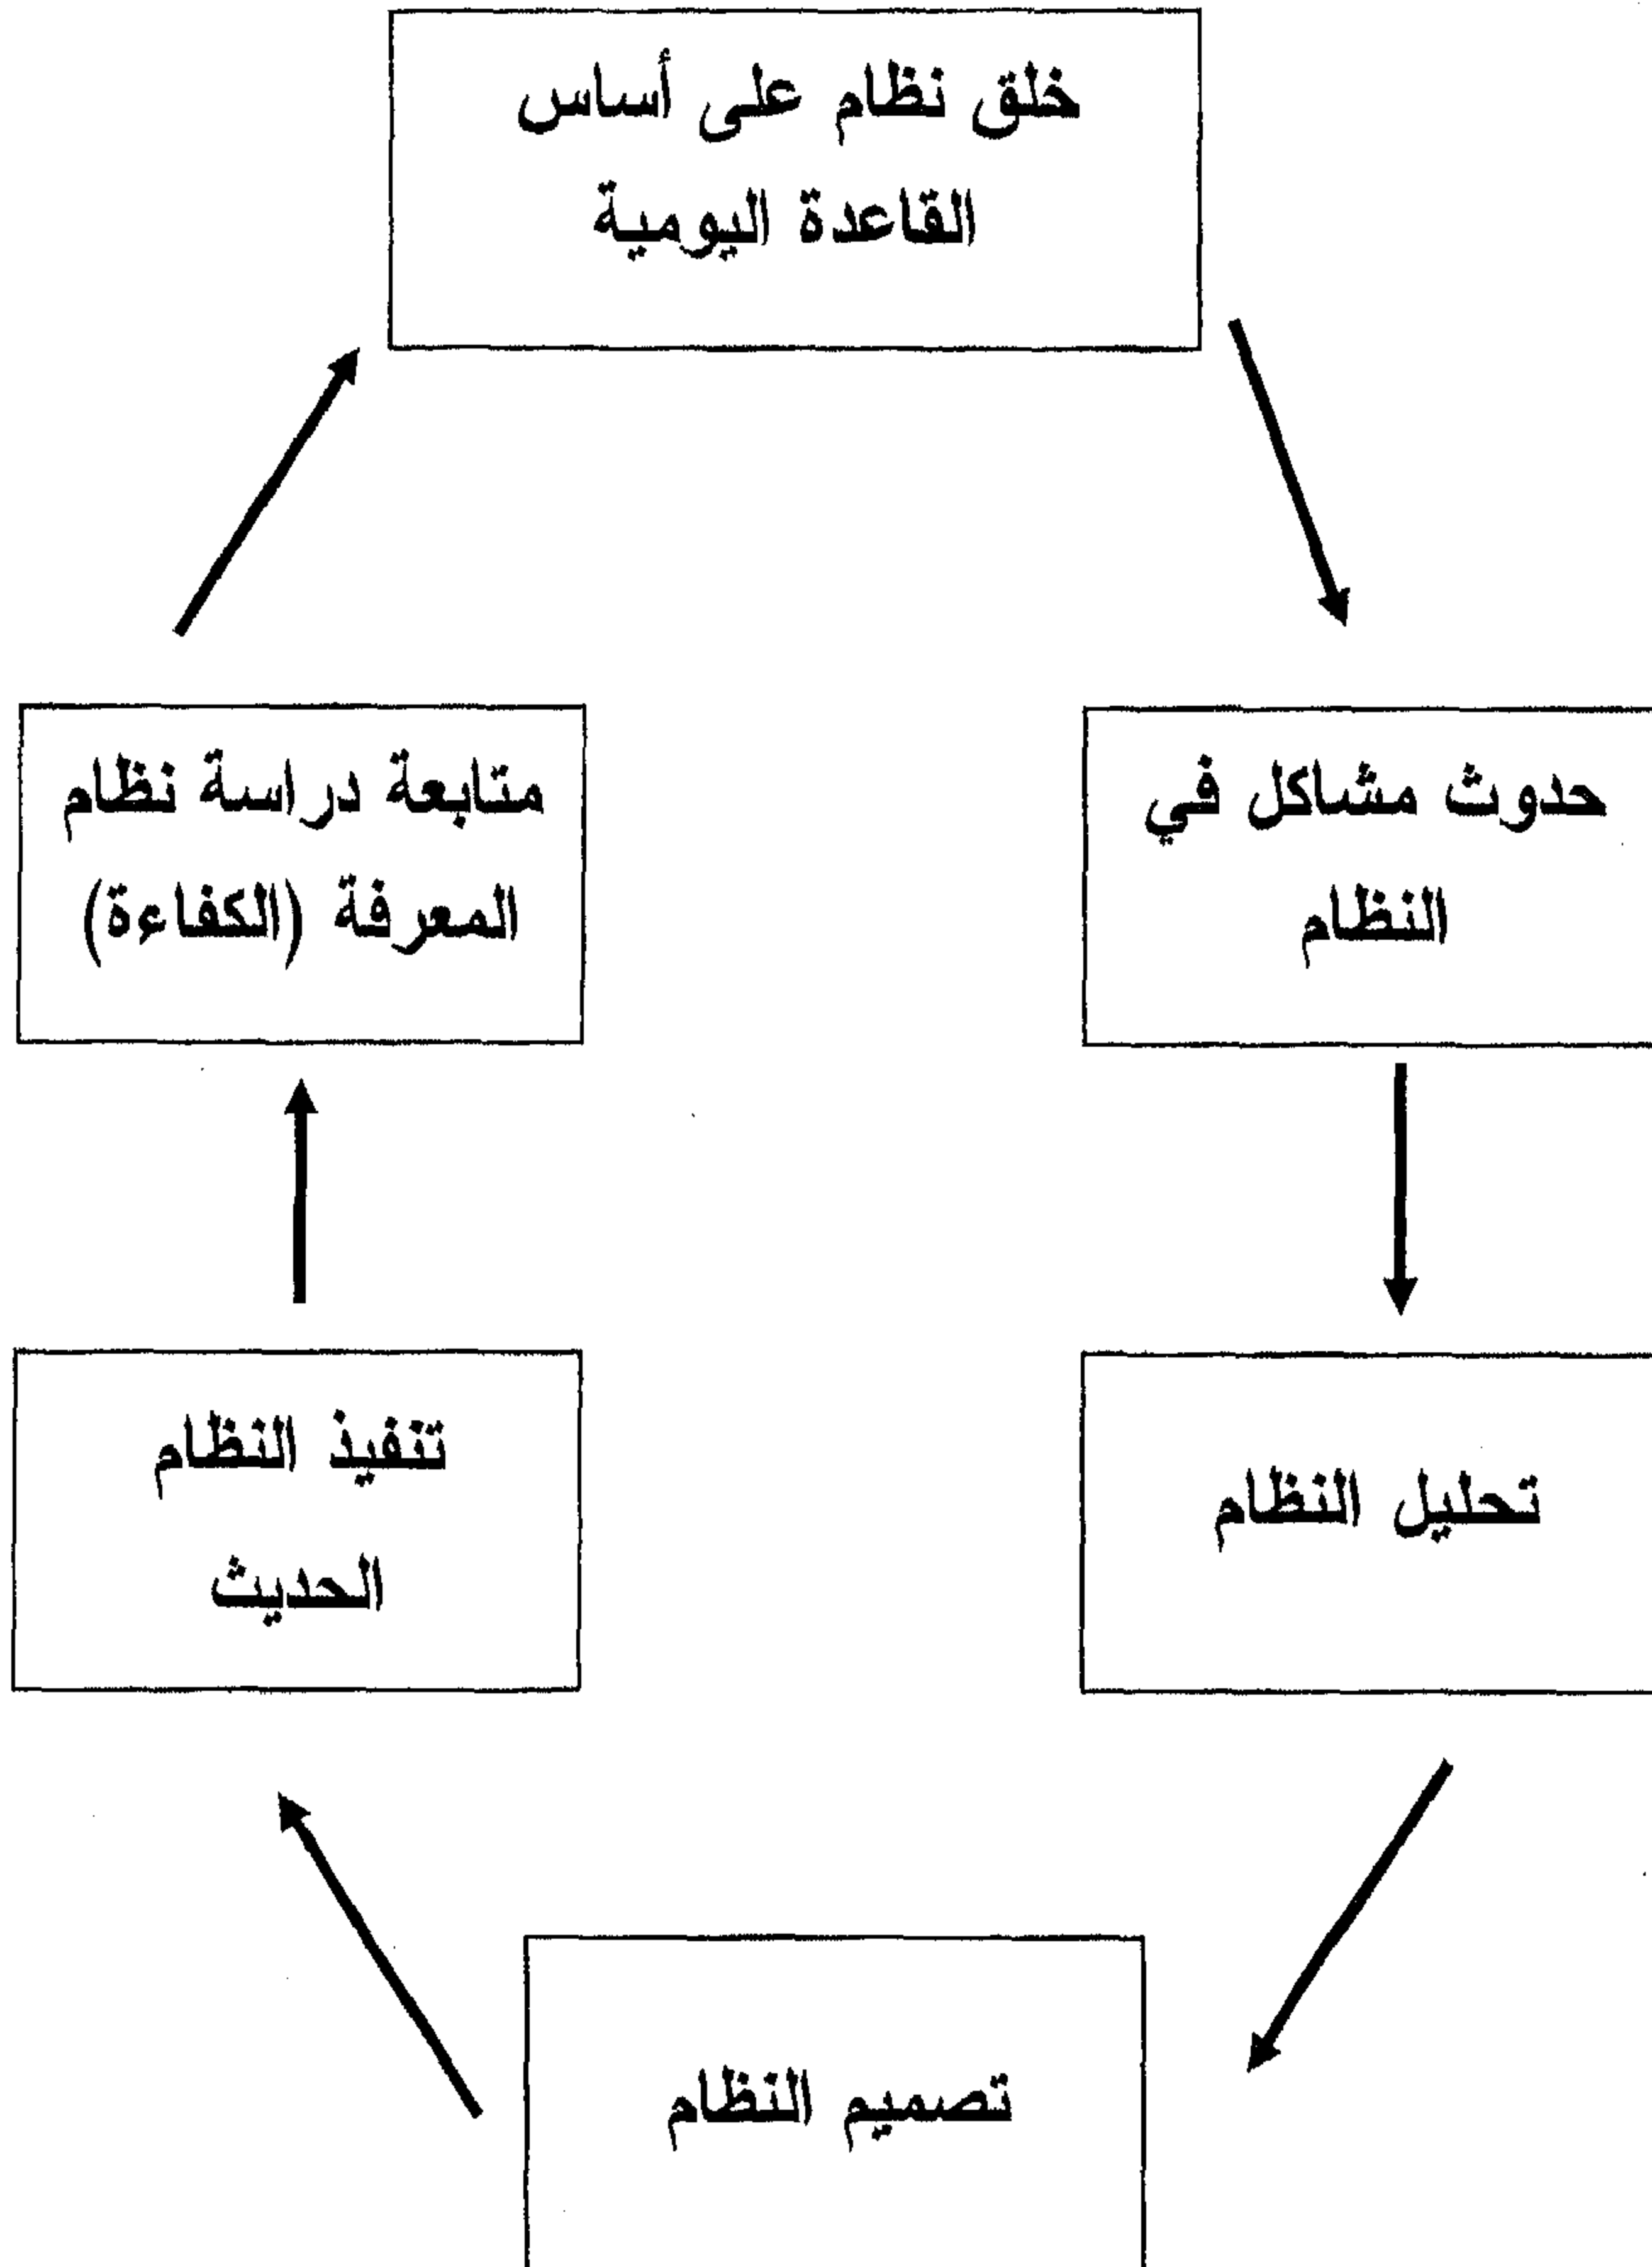 خلق نظام على أساس
القاعدة اليومية
حدوث مشاكل في
النظام
تحليل النظام
تصميم النظام
تنفيذ النظام
الحديث
متابعة دراسة نظام
المعرفة (الكفاءة)